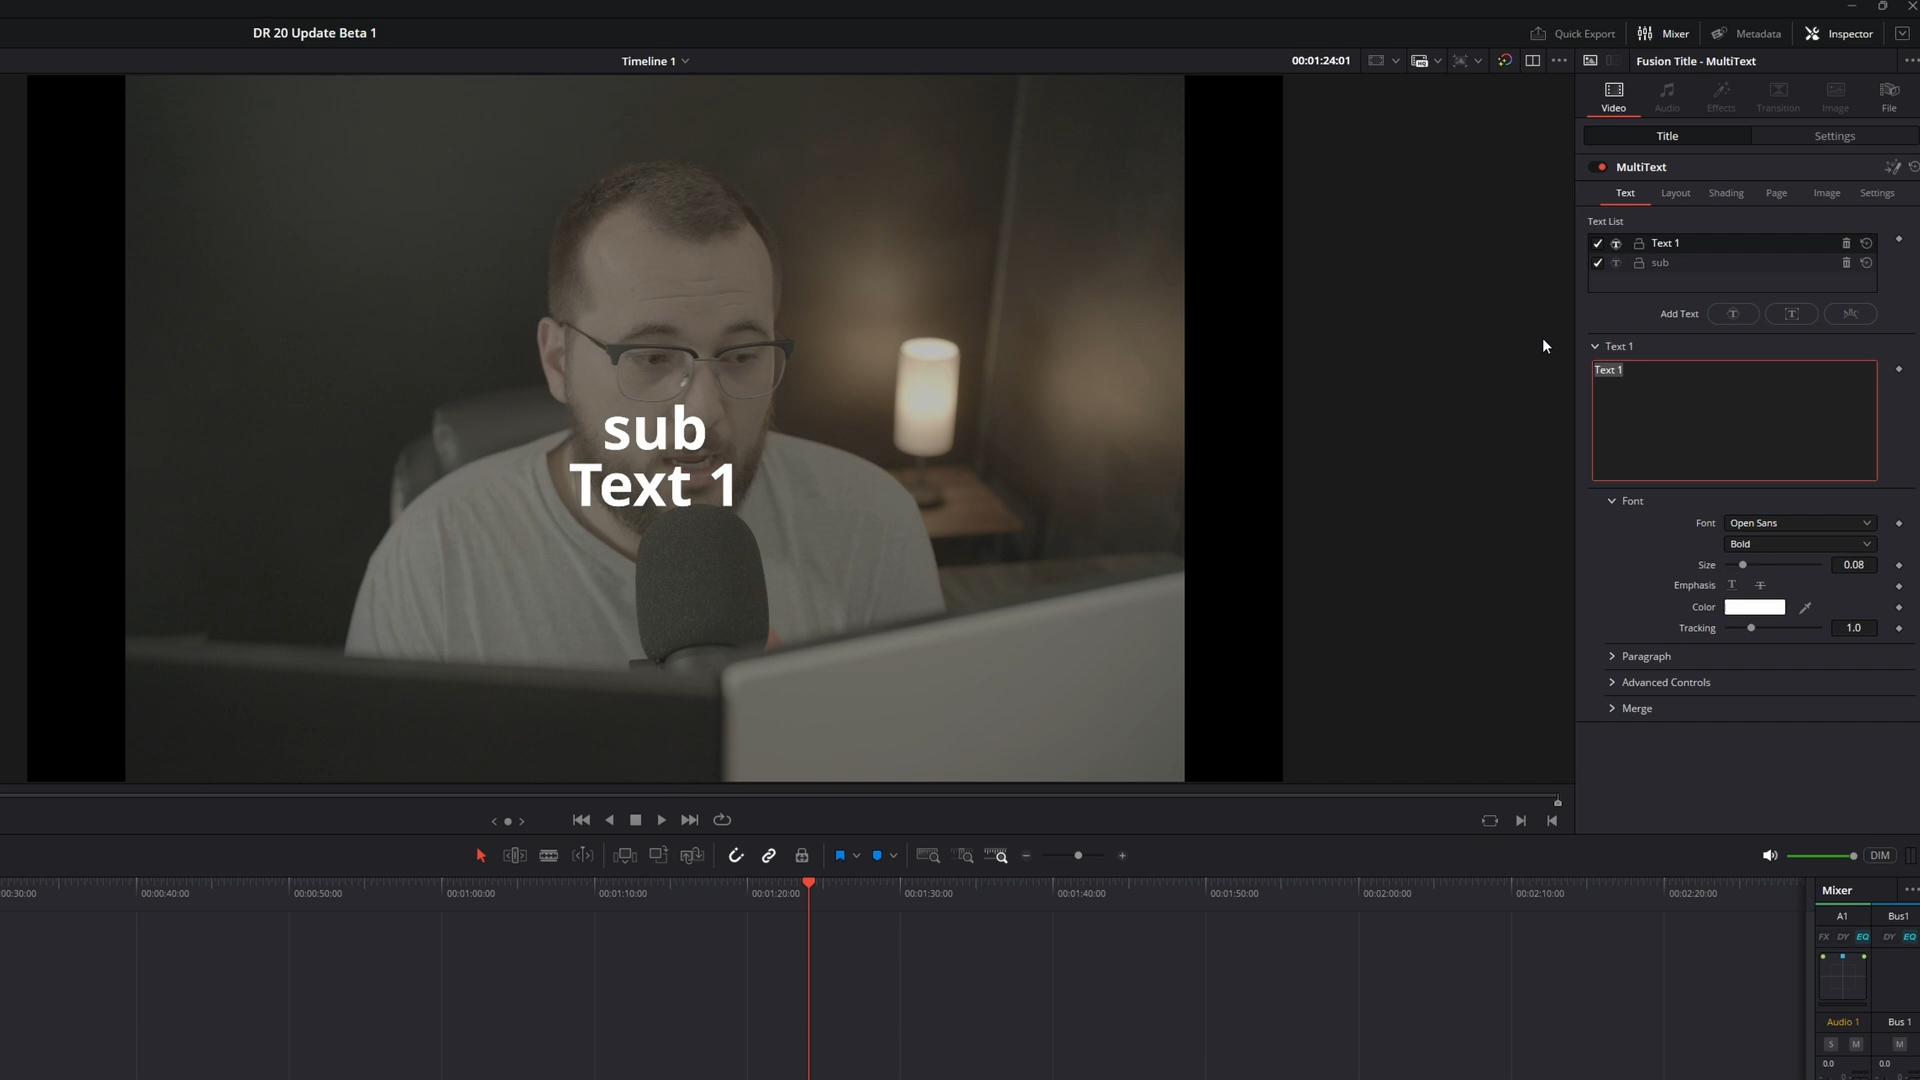 DR 20 Update Beta 1
Quick Export
Mixer
Metadata
Inspector
Timeline 1
00:01:24:01
Fusion Title - MultiText
Video
Audio
Effects
Transition
Image
File
Title
Settings
MultiText
Text
Layout
Shading
Page
Image
Settings
Text List
Text 1
sub
Add Text
Text 1
Text 1
sub
Text 1
Font
Font
Open Sans
Bold
Size
0.08
Emphasis
Color
Tracking
1.0
Paragraph
Advanced Controls
Merge
DIM
00:30:00
00:00:40:00
00:00:50:00
00:01:00:00
00:01:10:00
00:01:20:00
00:01:30:00
00:01:40:00
00:01:50:00
00:02:00:00
00:02:10:00
00:02:20:00
Mixer
A1
Bus1
FX DY EQ
DY EQ
Audio 1
Bus 1
S M
M
0.0
0.0